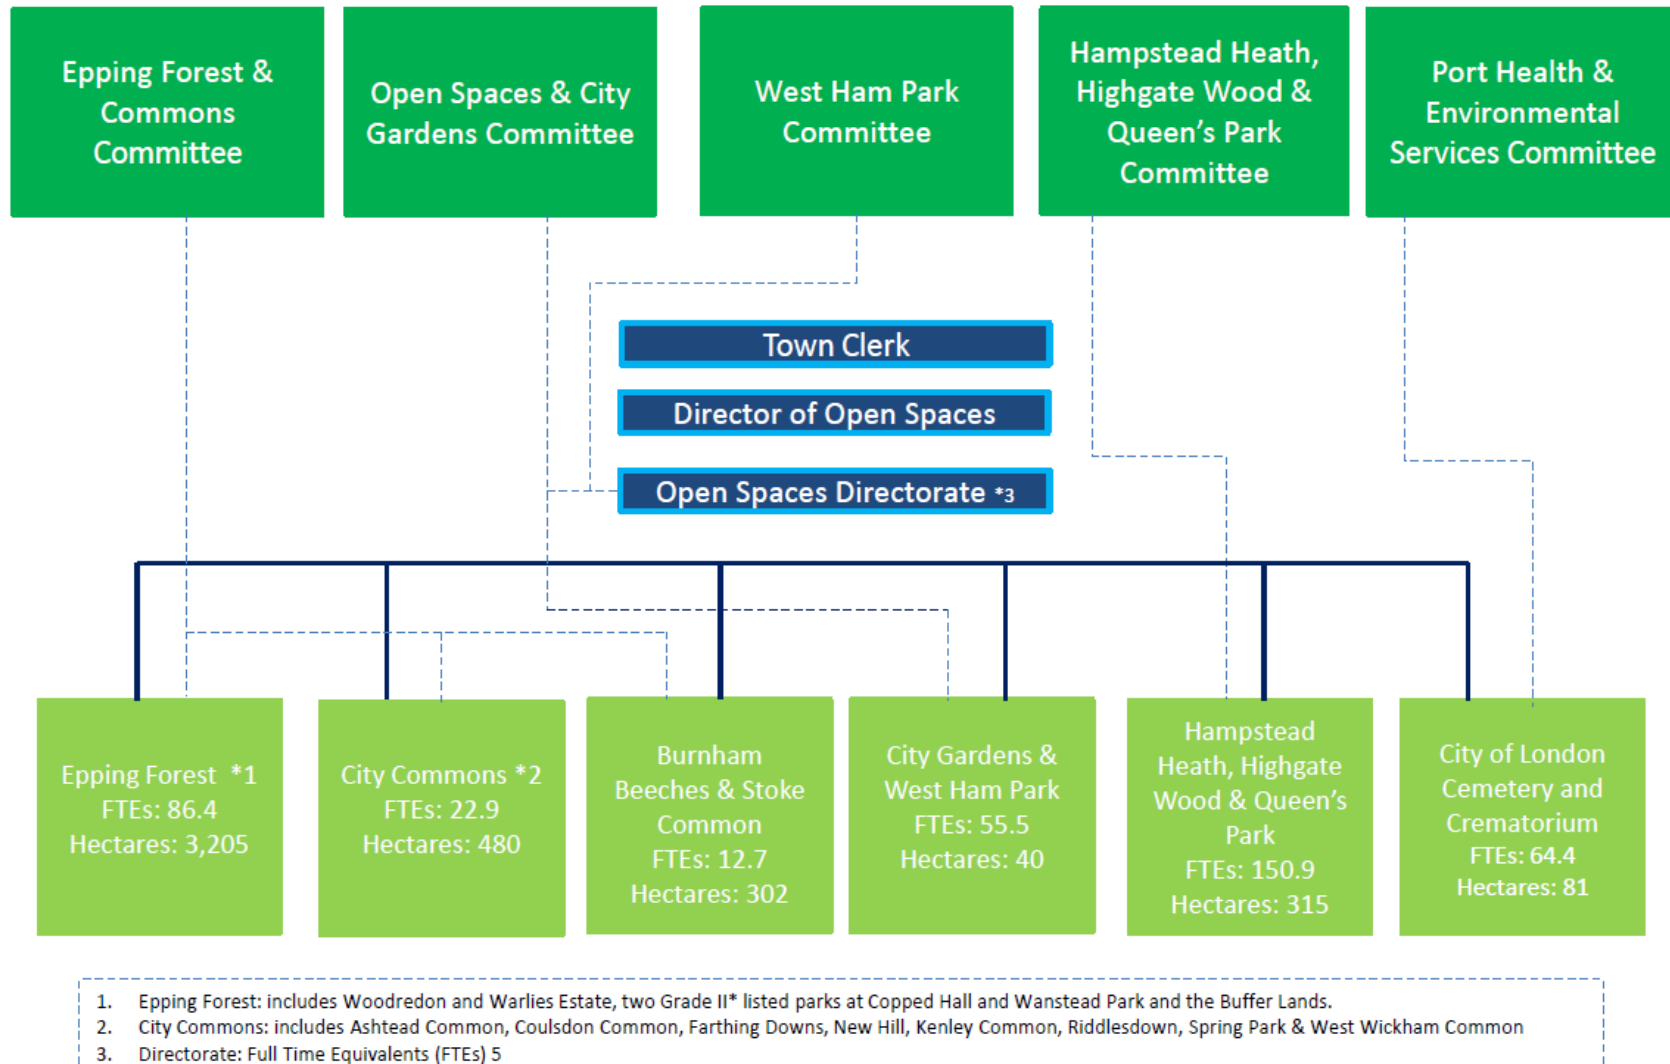 Epping Forest &
Commons
Committee
Open Spaces & City
Gardens Committee
West Ham Park
Committee
Hampstead Heath,
Highgate Wood &
Queen's Park
Committee
Port Health &
Environmental
Services Committee
Town Clerk
Director of Open Spaces
Open Spaces Directorate *3
Epping Forest *1
FTEs: 86.4
Hectares: 3,205
City Commons *2
FTEs: 22.9
Hectares: 480
Burnham
Beeches & Stoke
Common
FTEs: 12.7
Hectares: 302
City Gardens &
West Ham Park
FTEs: 55.5
Hectares: 40
Hampstead
Heath, Highgate
Wood & Queen's
Park
FTEs: 150.9
Hectares: 315
City of London
Cemetery and
Crematorium
FTEs: 64.4
Hectares: 81
1. Epping Forest: includes Woodredon and Warlies Estate, two Grade II* listed parks at Copped Hall and Wanstead Park and the Buffer Lands.
2. City Commons: includes Ashtead Common, Coulsdon Common, Farthing Downs, New Hill, Kenley Common, Riddlesdown, Spring Park & West Wickham Common
3. Directorate: Full Time Equivalents (FTEs) 5